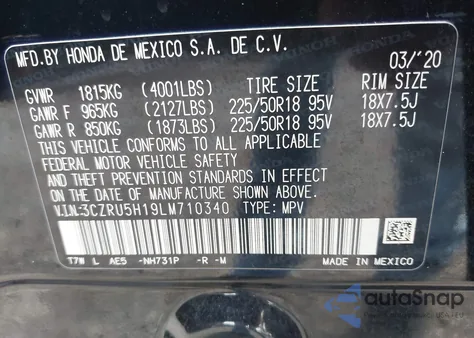 MFD.BY HONDA DE MEXICO S.A. DE C.V.
03/'20
GVWR 1815KG (4001LBS) TIRE SIZE RIM SIZE
GAWR F 965KG (2127LBS) 225/50R18 95V 18X7.5J
GAWR R 850KG (1873LBS) 225/50R18 95V 18X7.5J
THIS VEHICLE CONFORMS TO ALL APPLICABLE
FEDERAL MOTOR VEHICLE SAFETY
AND THEFT PREVENTION STANDARDS IN EFFECT
ON THE DATE OF MANUFACTURE SHOWN ABOVE.
V.I.N:3CZRU5H19LM710340 TYPE: MPV
T7W L AE5 -NH731P -R -M MADE IN MEXICO
autoSnap